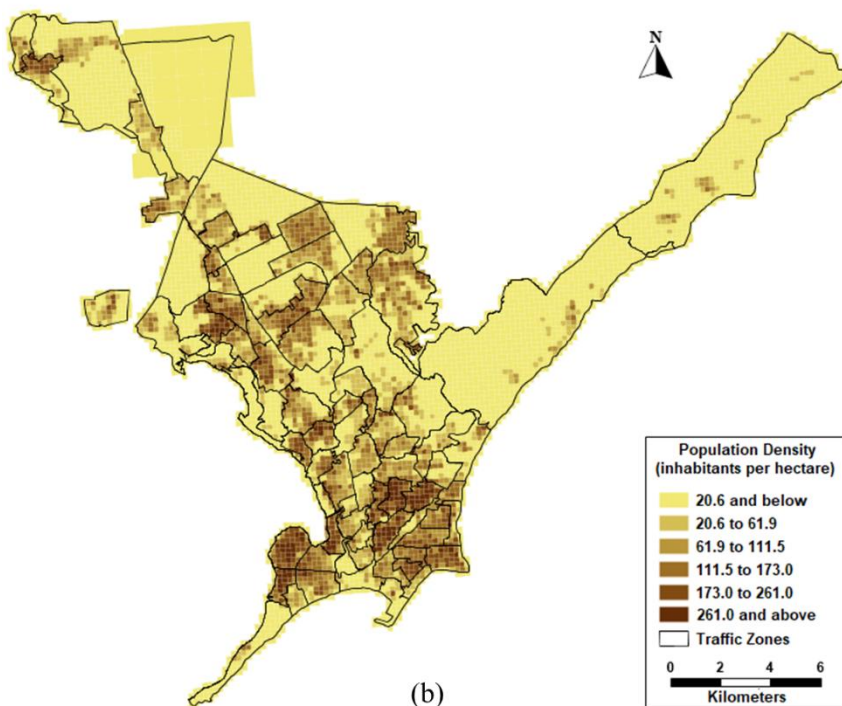 N
Population Density
(inhabitants per hectare)
20.6 and below
20.6 to 61.9
61.9 to 111.5
111.5 to 173.0
173.0 to 261.0
261.0 and above
Traffic Zones
0 2 4 6
Kilometers
(b)